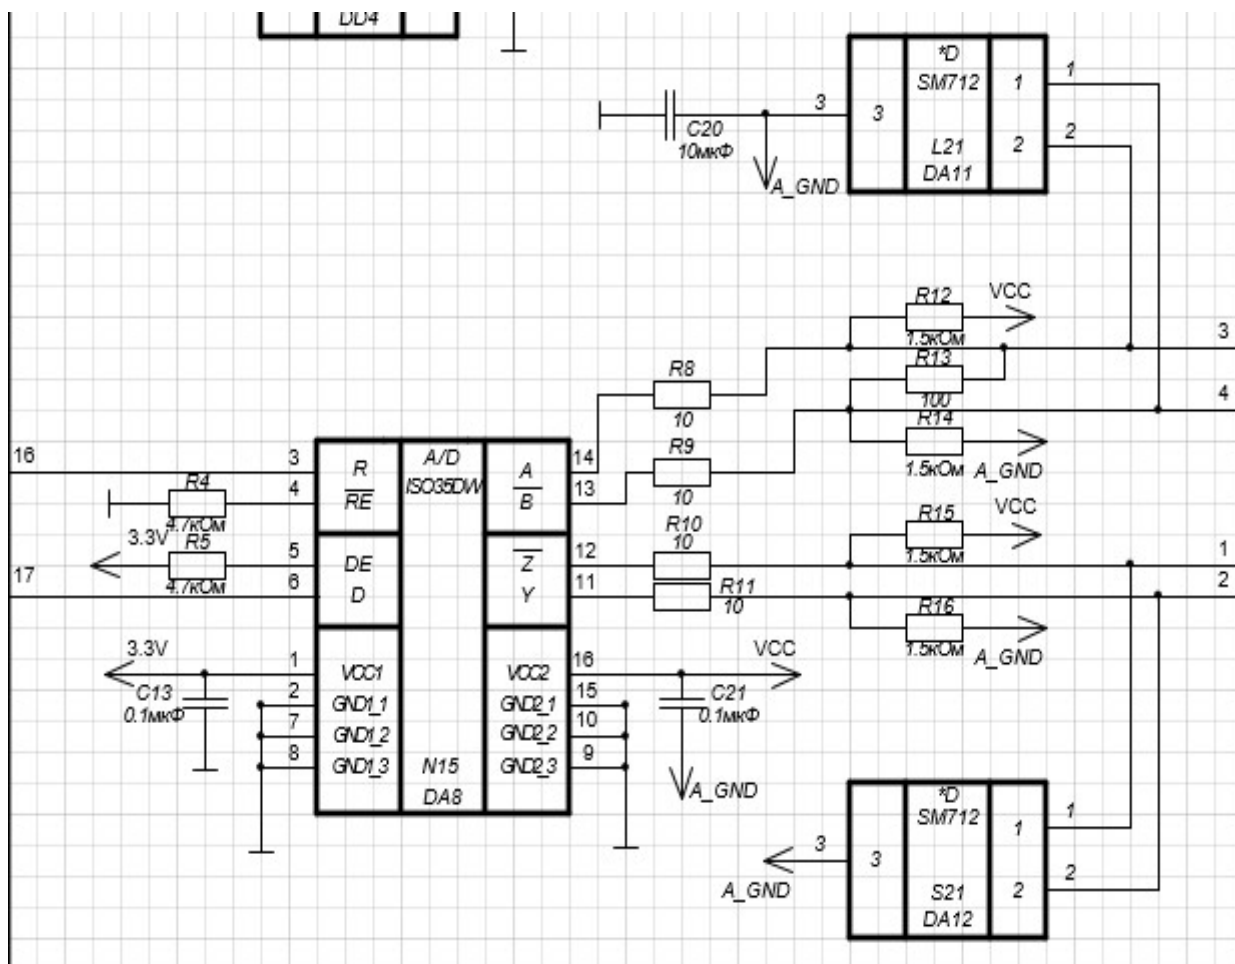 DD4
*D
SM712
1
1
3
3
C20
10мкФ
2
2
L21
DA11
A_GND
R12
VCC
1.5кОм
3
R13
100
R8
10
4
R14
1.5кОм
A_GND
16
3
R
A/D
A
14
R9
10
R4
4.7кОм
4
RE
ISO35DW
B
13
3.3V
R5
4.7кОм
5
DE
Z
12
R10
10
R15
VCC
1.5кОм
1
17
6
D
Y
11
R11
10
2
R16
1.5кОм
A_GND
3.3V
1
VCC1
VCC2
16
VCC
C13
0.1мкФ
2
GND1_1
GND2_1
15
C21
0.1мкФ
7
GND1_2
GND2_2
10
8
GND1_3
N15
GND2_3
9
DA8
A_GND
*D
SM712
1
1
3
3
A_GND
2
2
S21
DA12